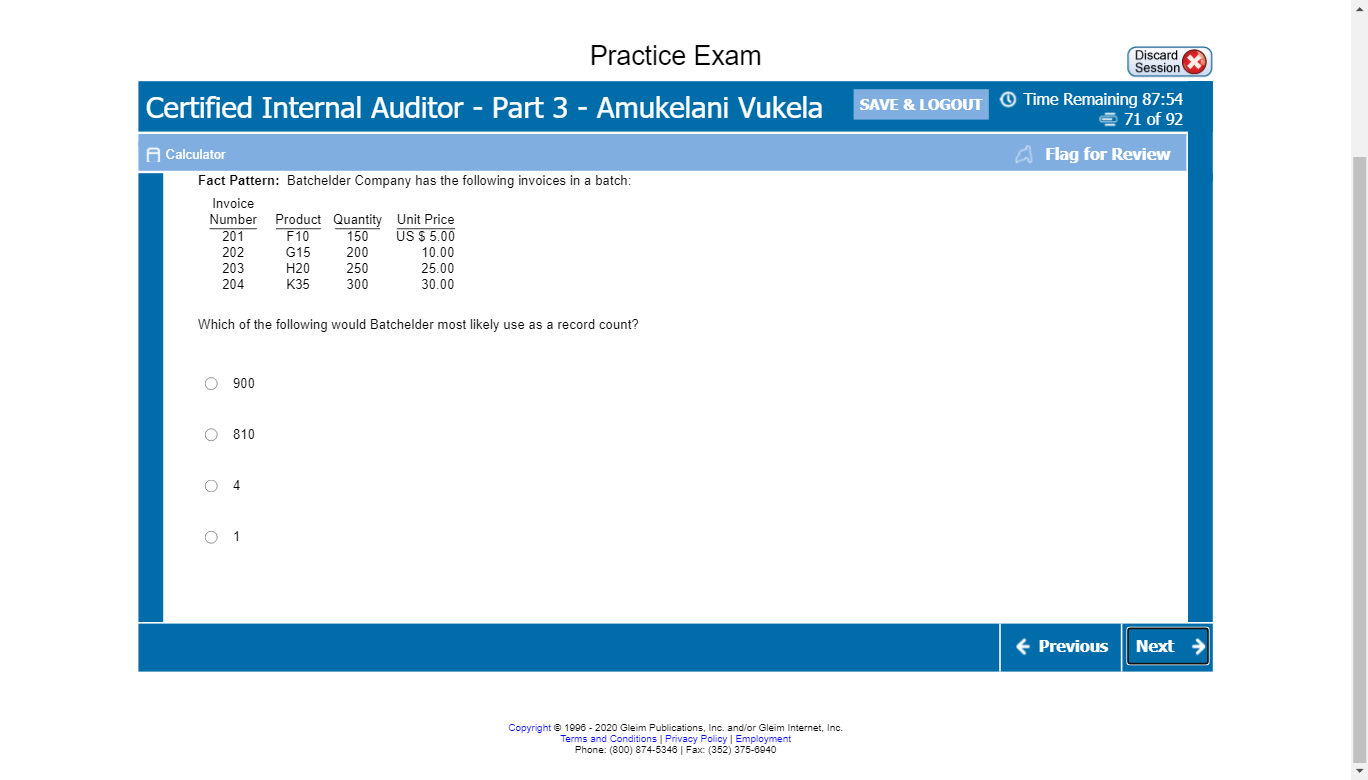 Practice Exam
Discard
Session
Certified Internal Auditor - Part 3 - Amukelani Vukela
SAVE & LOGOUT
Time Remaining 87:54
71 of 92
Calculator
Flag for Review
Fact Pattern: Batchelder Company has the following invoices in a batch:
Invoice
Number Product Quantity Unit Price
201 F10 150 US $ 5.00
202 G15 200 10.00
203 H20 250 25.00
204 K35 300 30.00
Which of the following would Batchelder most likely use as a record count?
900
810
4
1
Previous
Next
Copyright © 1996 - 2020 Gleim Publications, Inc. and/or Gleim Internet, Inc.
Terms and Conditions | Privacy Policy | Employment
Phone: (800) 874-5346 | Fax: (352) 375-6940